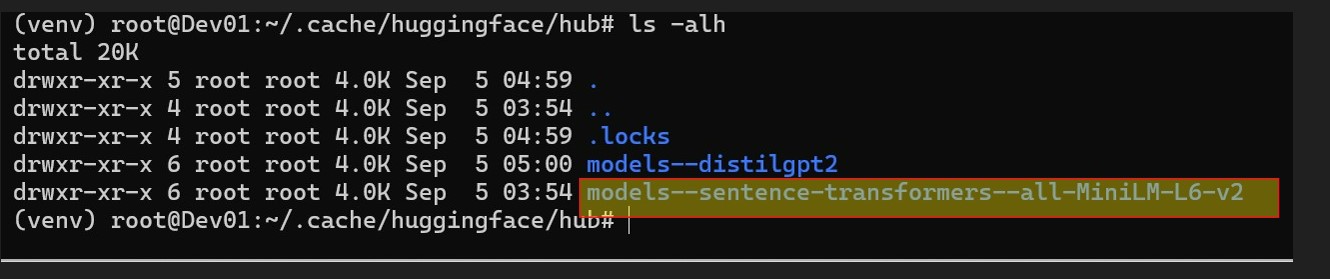 (venv) root@Dev01:~/.cache/huggingface/hub# ls -alh
total 20K
drwxr-xr-x 5 root root 4.0K Sep  5 04:59 .
drwxr-xr-x 4 root root 4.0K Sep  5 03:54 ..
drwxr-xr-x 4 root root 4.0K Sep  5 04:59 .locks
drwxr-xr-x 6 root root 4.0K Sep  5 05:00 models--distilgpt2
drwxr-xr-x 6 root root 4.0K Sep  5 03:54 models--sentence-transformers--all-MiniLM-L6-v2
(venv) root@Dev01:~/.cache/huggingface/hub#